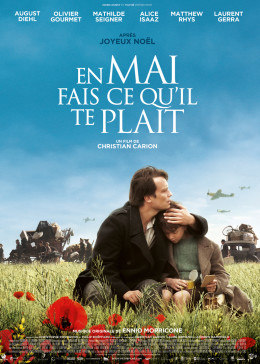 AUGUST DIEHL
OLIVIER GOURMET
MATHILDE SEIGNER
ALICE ISAAZ
MATTHEW RHYS
LAURENT GERRA
APRÈS
JOYEUX NOËL
EN MAI
FAIS CE QU'IL
TE PLAIT
UN FILM DE
CHRISTIAN CARION
MUSIQUE ORIGINALE DE ENNIO MORRICONE